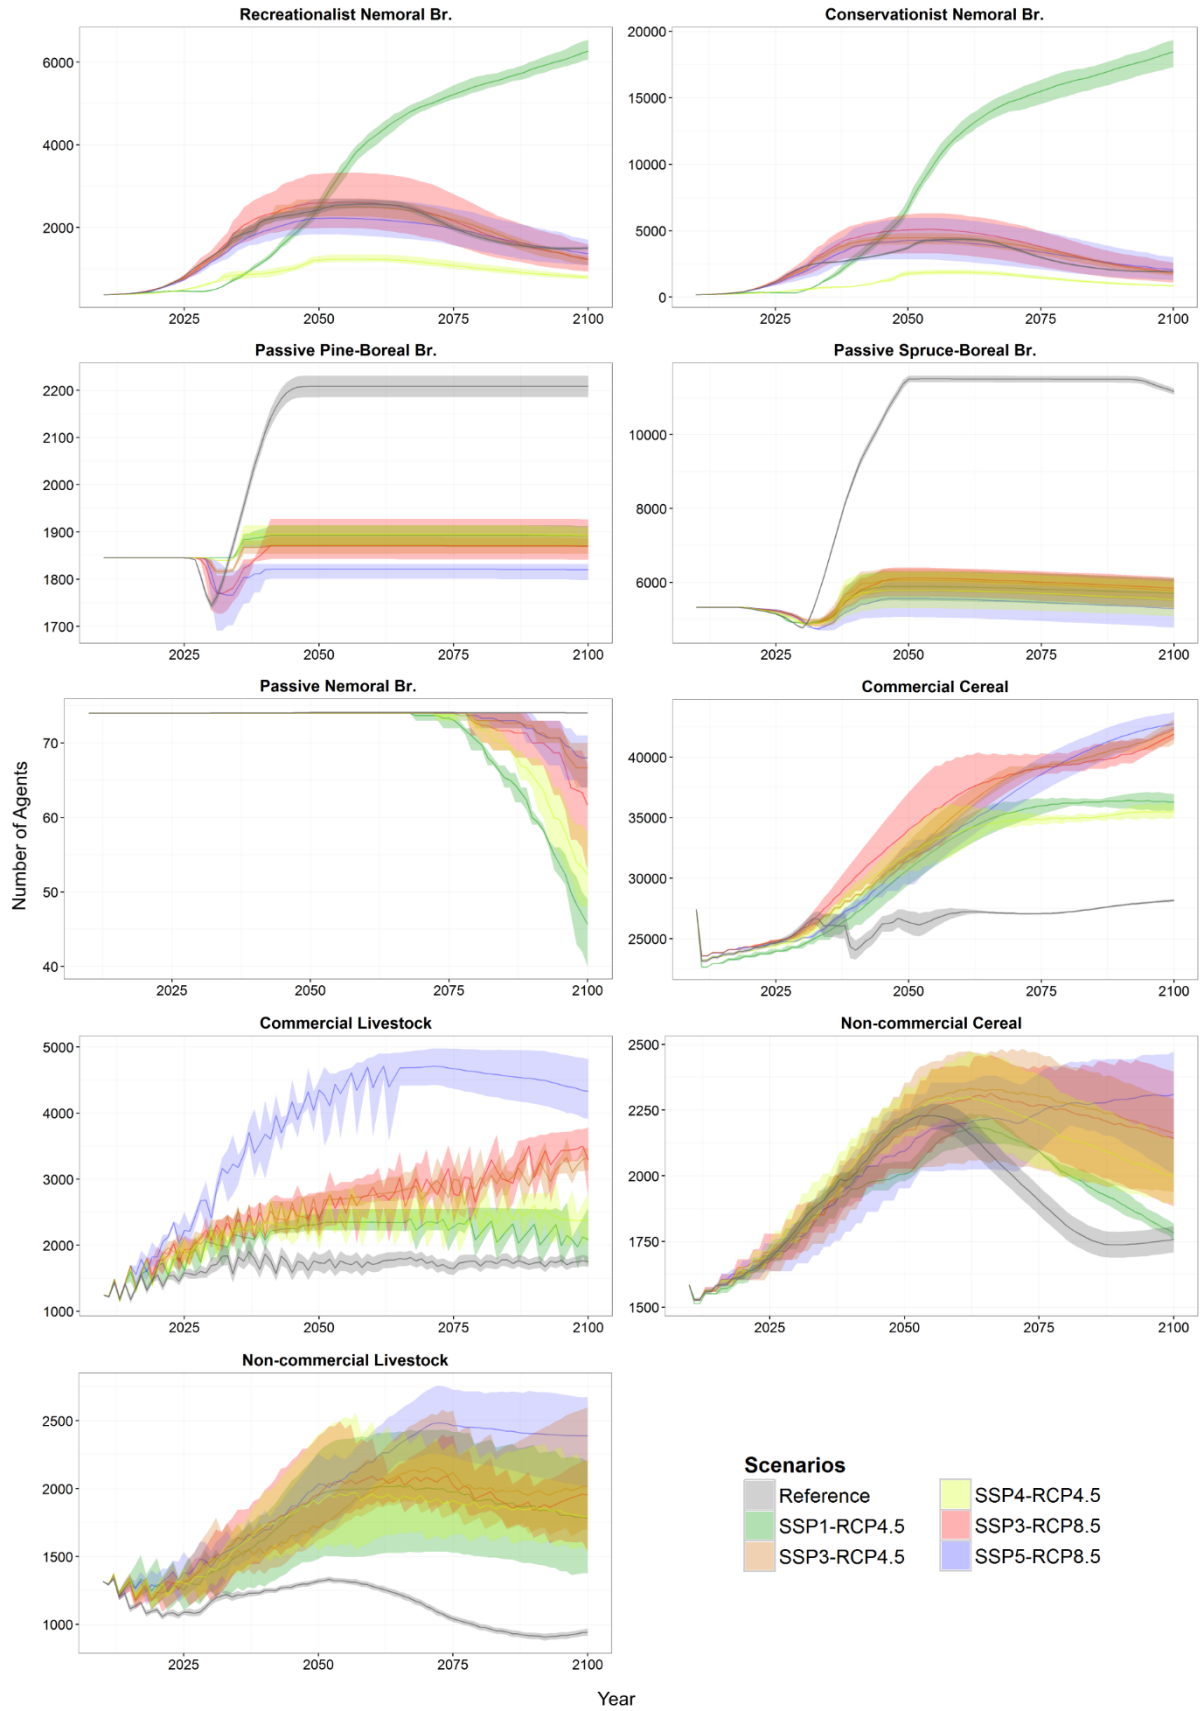 Recreationalist Nemoral Br.
6000
4000
2000
2025 2050 2075 2100
Conservationist Nemoral Br.
20000
15000
10000
5000
0
2025 2050 2075 2100
Passive Pine-Boreal Br.
2200
2100
2000
1900
1800
1700
2025 2050 2075 2100
Passive Spruce-Boreal Br.
10000
8000
6000
2025 2050 2075 2100
Passive Nemoral Br.
70
60
50
40
2025 2050 2075 2100
Commercial Cereal
40000
35000
30000
25000
2025 2050 2075 2100
Number of Agents
Commercial Livestock
5000
4000
3000
2000
1000
2025 2050 2075 2100
Non-commercial Cereal
2500
2250
2000
1750
1500
2025 2050 2075 2100
Non-commercial Livestock
2500
2000
1500
1000
2025 2050 2075 2100
Year
Scenarios
Reference
SSP1-RCP4.5
SSP3-RCP4.5
SSP4-RCP4.5
SSP3-RCP8.5
SSP5-RCP8.5